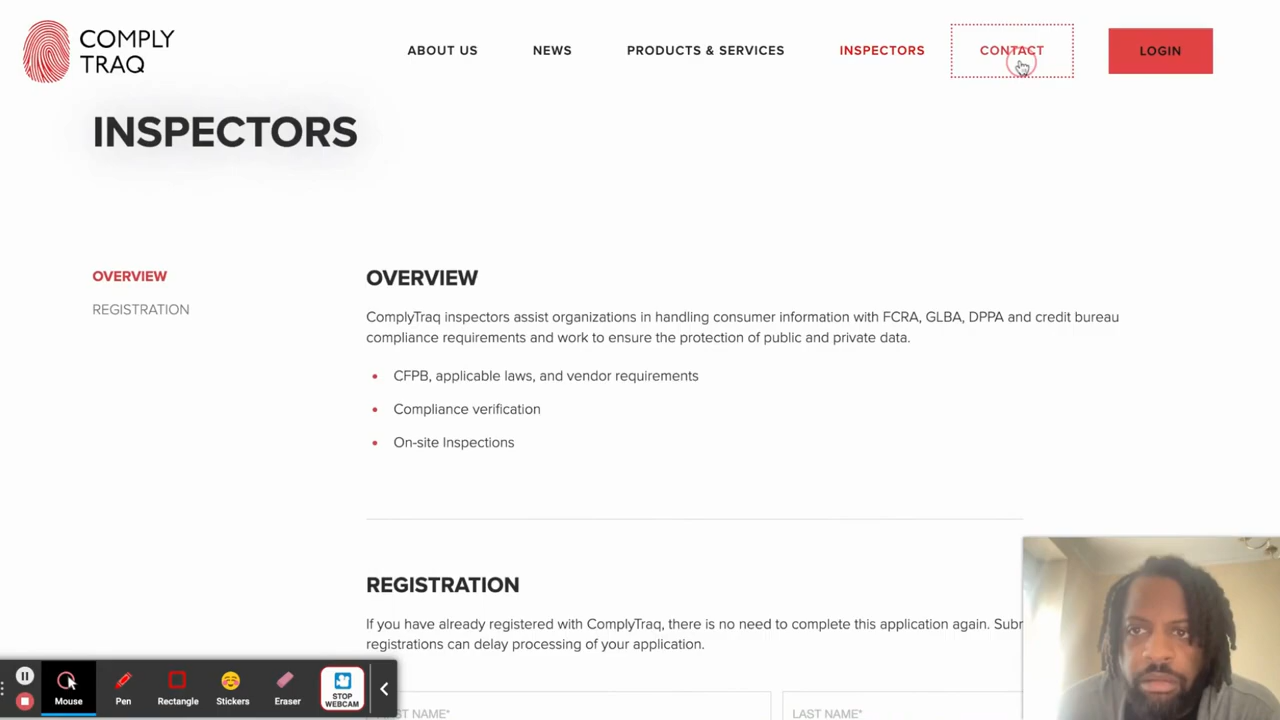 COMPLY
TRAQ
ABOUT US
NEWS
PRODUCTS & SERVICES
INSPECTORS
CONTACT
LOGIN
INSPECTORS
OVERVIEW
REGISTRATION
OVERVIEW
ComplyTraq inspectors assist organizations in handling consumer information with FCRA, GLBA, DPPA and credit bureau
compliance requirements and work to ensure the protection of public and private data.
CFPB, applicable laws, and vendor requirements
Compliance verification
On-site Inspections
REGISTRATION
If you have already registered with ComplyTraq, there is no need to complete this application again.
registrations can delay processing of your application.
NAME*
LAST NAME*
Mouse
Pen
Rectangle
Stickers
Eraser
STOP
WEBCAM